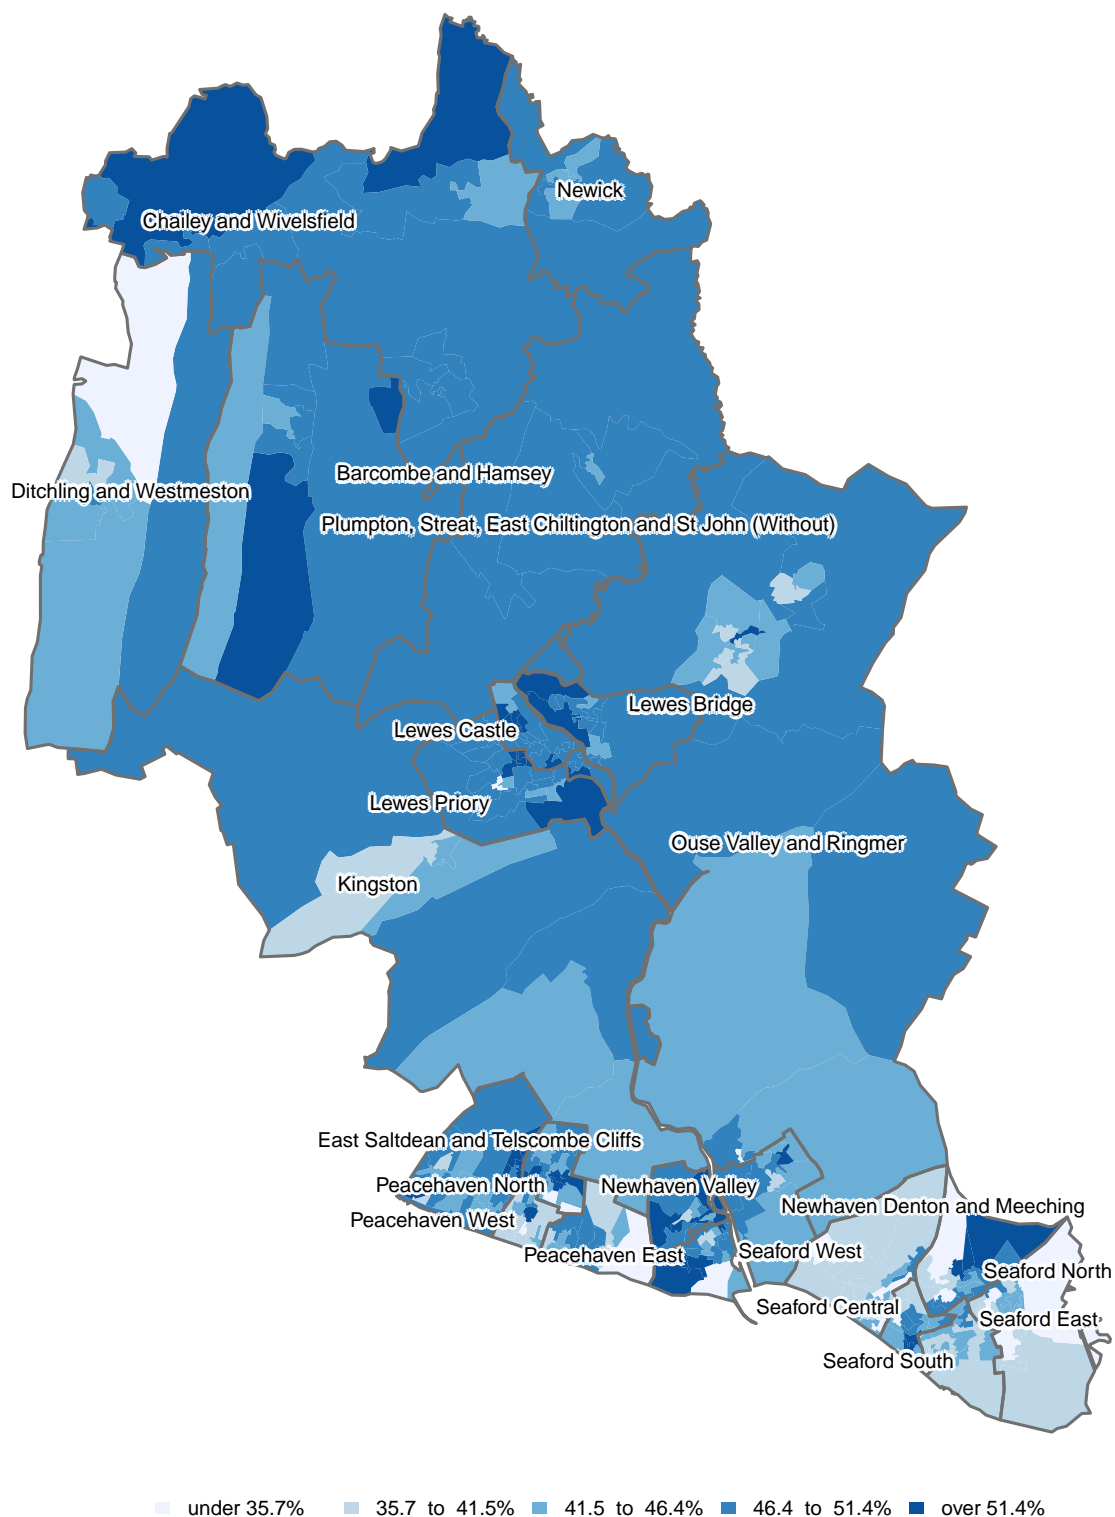 Newick
Chailey and Wivelsfield
Barcombe and Hamsey
Ditchling and Westmeston
Plumpton, Streat, East Chiltington and St John (Without)
Lewes Bridge
Lewes Castle
Lewes Priory
Ouse Valley and Ringmer
Kingston
East Saltdean and Telscombe Cliffs
Peacehaven North
Newhaven Valley
Newhaven Denton and Meeching
Peacehaven West
Peacehaven East
Seaford West
Seaford North
Seaford Central
Seaford East
Seaford South
under 35.7% 35.7 to 41.5% 41.5 to 46.4% 46.4 to 51.4% over 51.4%